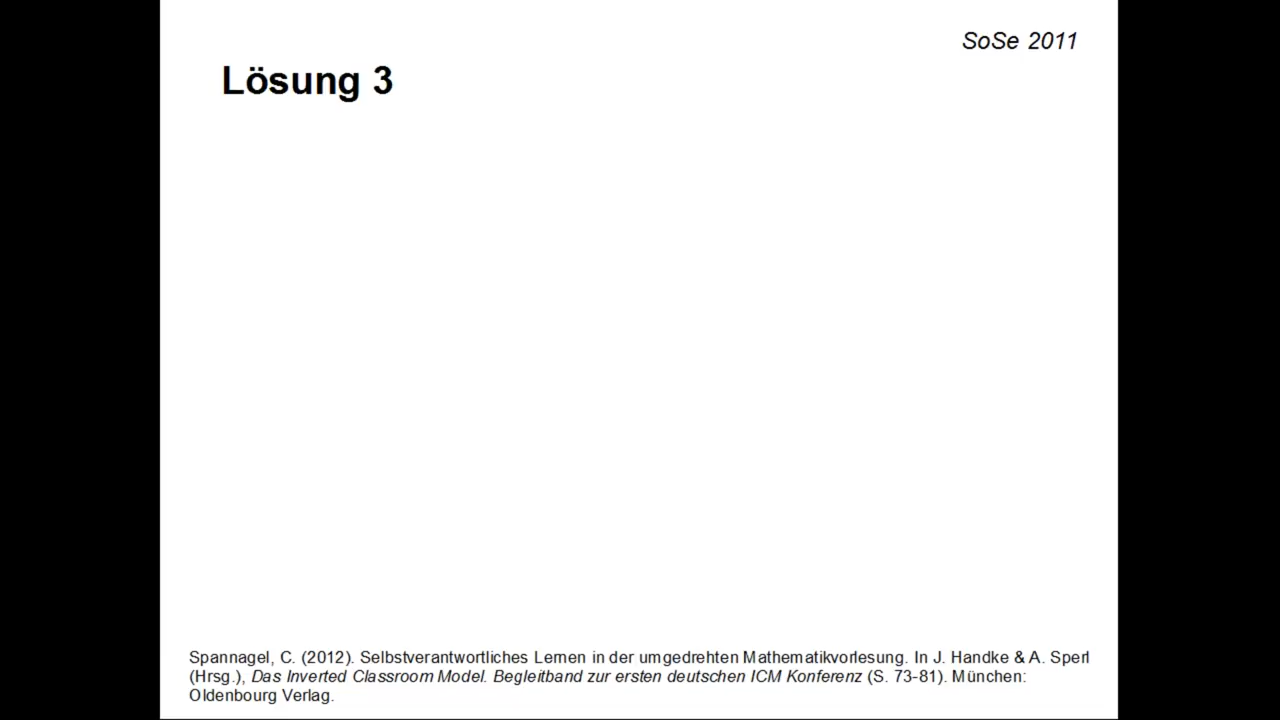 SoSe 2011
Lösung 3
Spannagel, C. (2012). Selbstverantwortliches Lernen in der umgedrehten Mathematikvorlesung. In J. Handke & A. Sperl
(Hrsg.), Das Inverted Classroom Model. Begleitband zur ersten deutschen ICM Konferenz (S. 73-81). München:
Oldenbourg Verlag.